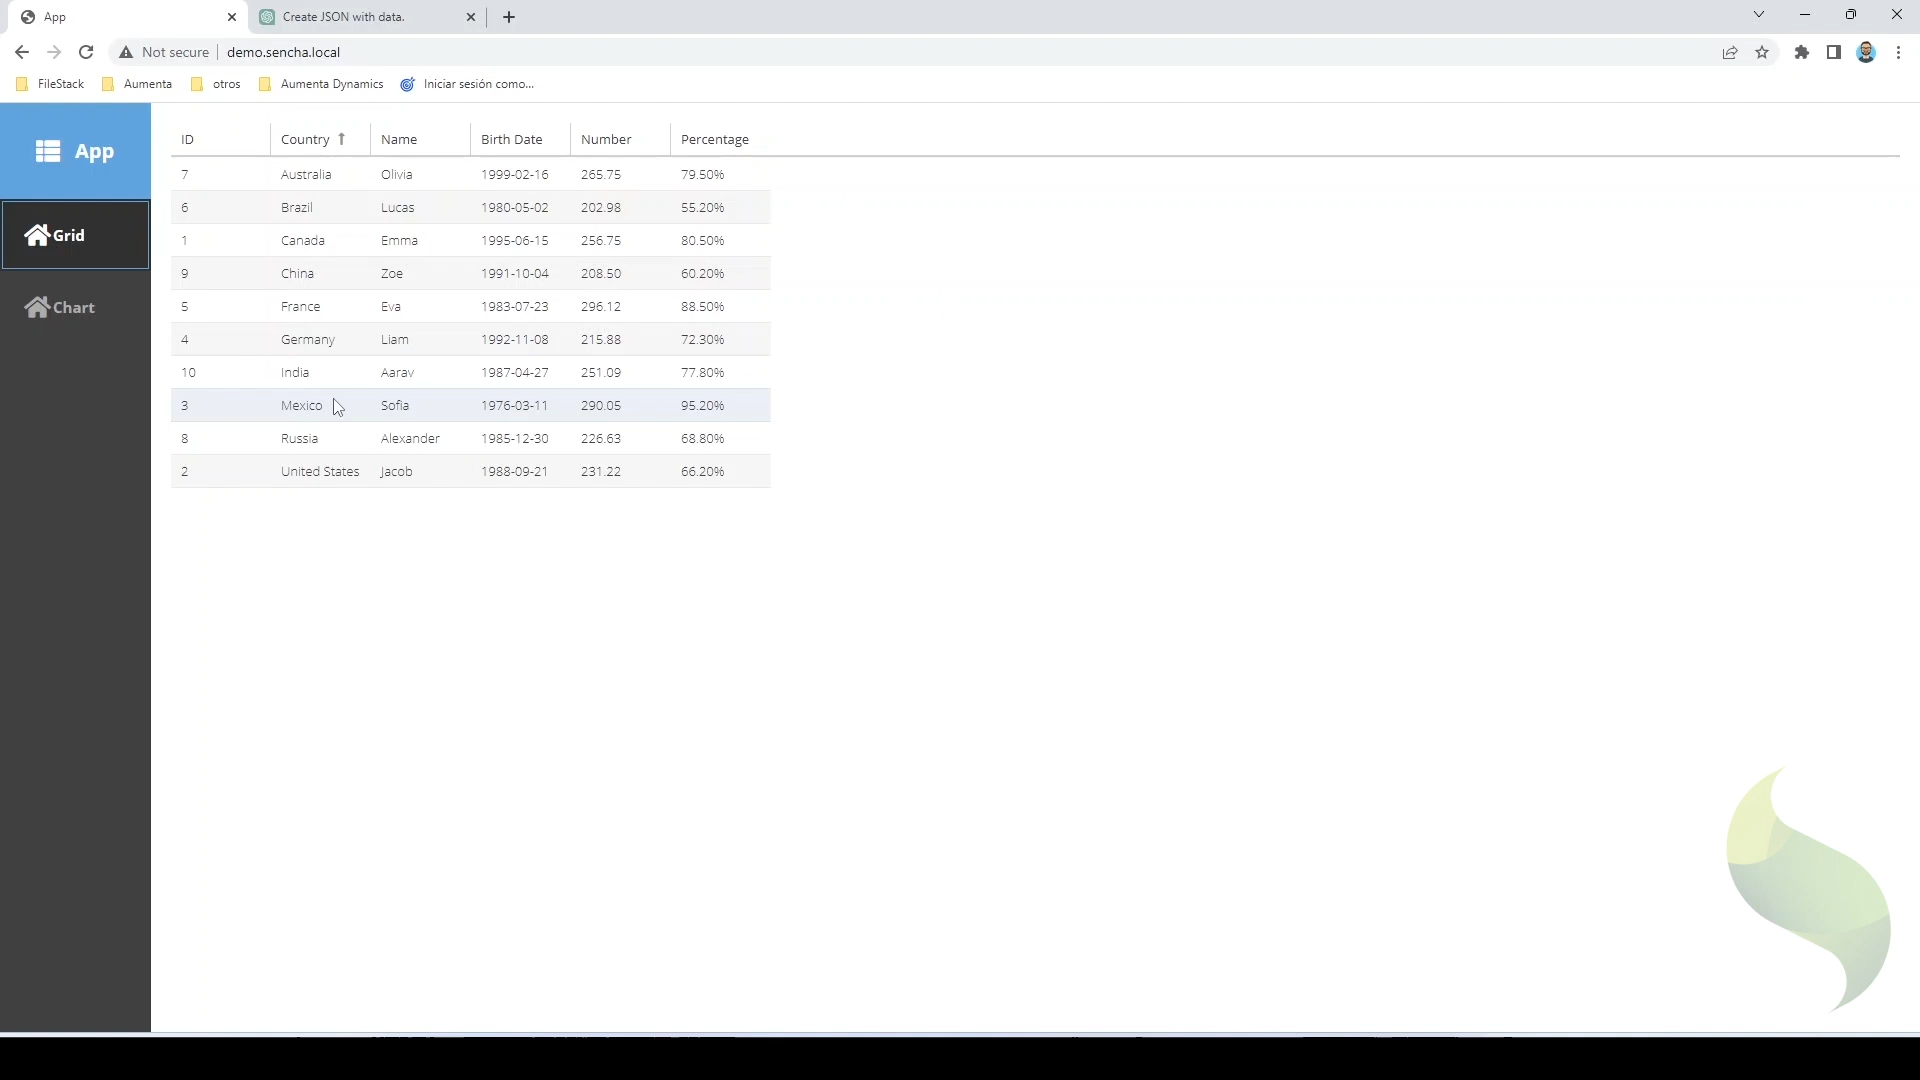 App
Create JSON with data.
Not secure demo.sencha.local
FileStack Aumenta otros Aumenta Dynamics Iniciar sesión como...
App
Grid
Chart
ID Country Name Birth Date Number Percentage
7 Australia Olivia 1999-02-16 265.75 79.50%
6 Brazil Lucas 1980-05-02 202.98 55.20%
1 Canada Emma 1995-06-15 256.75 80.50%
9 China Zoe 1991-10-04 208.50 60.20%
5 France Eva 1983-07-23 296.12 88.50%
4 Germany Liam 1992-11-08 215.88 72.30%
10 India Aarav 1987-04-27 251.09 77.80%
3 Mexico Sofia 1976-03-11 290.05 95.20%
8 Russia Alexander 1985-12-30 226.63 68.80%
2 United States Jacob 1988-09-21 231.22 66.20%